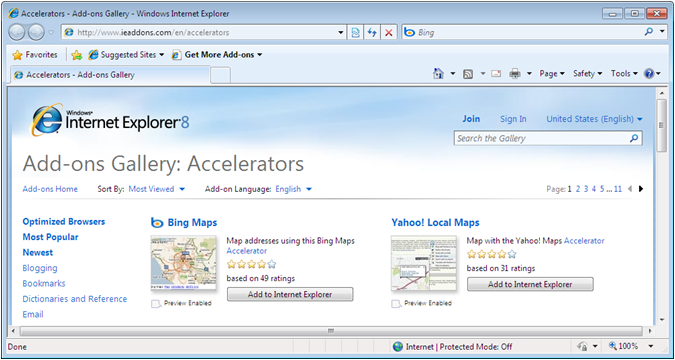 Accelerators - Add-ons Gallery - Windows Internet Explorer
http://www.ieaddons.com/en/accelerators
Bing
Favorites Suggested Sites Get More Add-ons
Accelerators - Add-ons Gallery
Page Safety Tools
Windows
Internet Explorer 8
Join Sign In United States (English)
Search the Gallery
Add-ons Gallery: Accelerators
Add-ons Home Sort By: Most Viewed Add-on Language: English Page: 1 2 3 4 5 ... 11
Optimized Browsers
Most Popular
Newest
Blogging
Bookmarks
Dictionaries and Reference
Email
Bing Maps
Map addresses using this Bing Maps
Accelerator
based on 49 ratings
Add to Internet Explorer
Preview Enabled
Yahoo! Local Maps
Map with the Yahoo! Maps Accelerator
based on 31 ratings
Add to Internet Explorer
Preview Enabled
Done Internet | Protected Mode: Off 100%